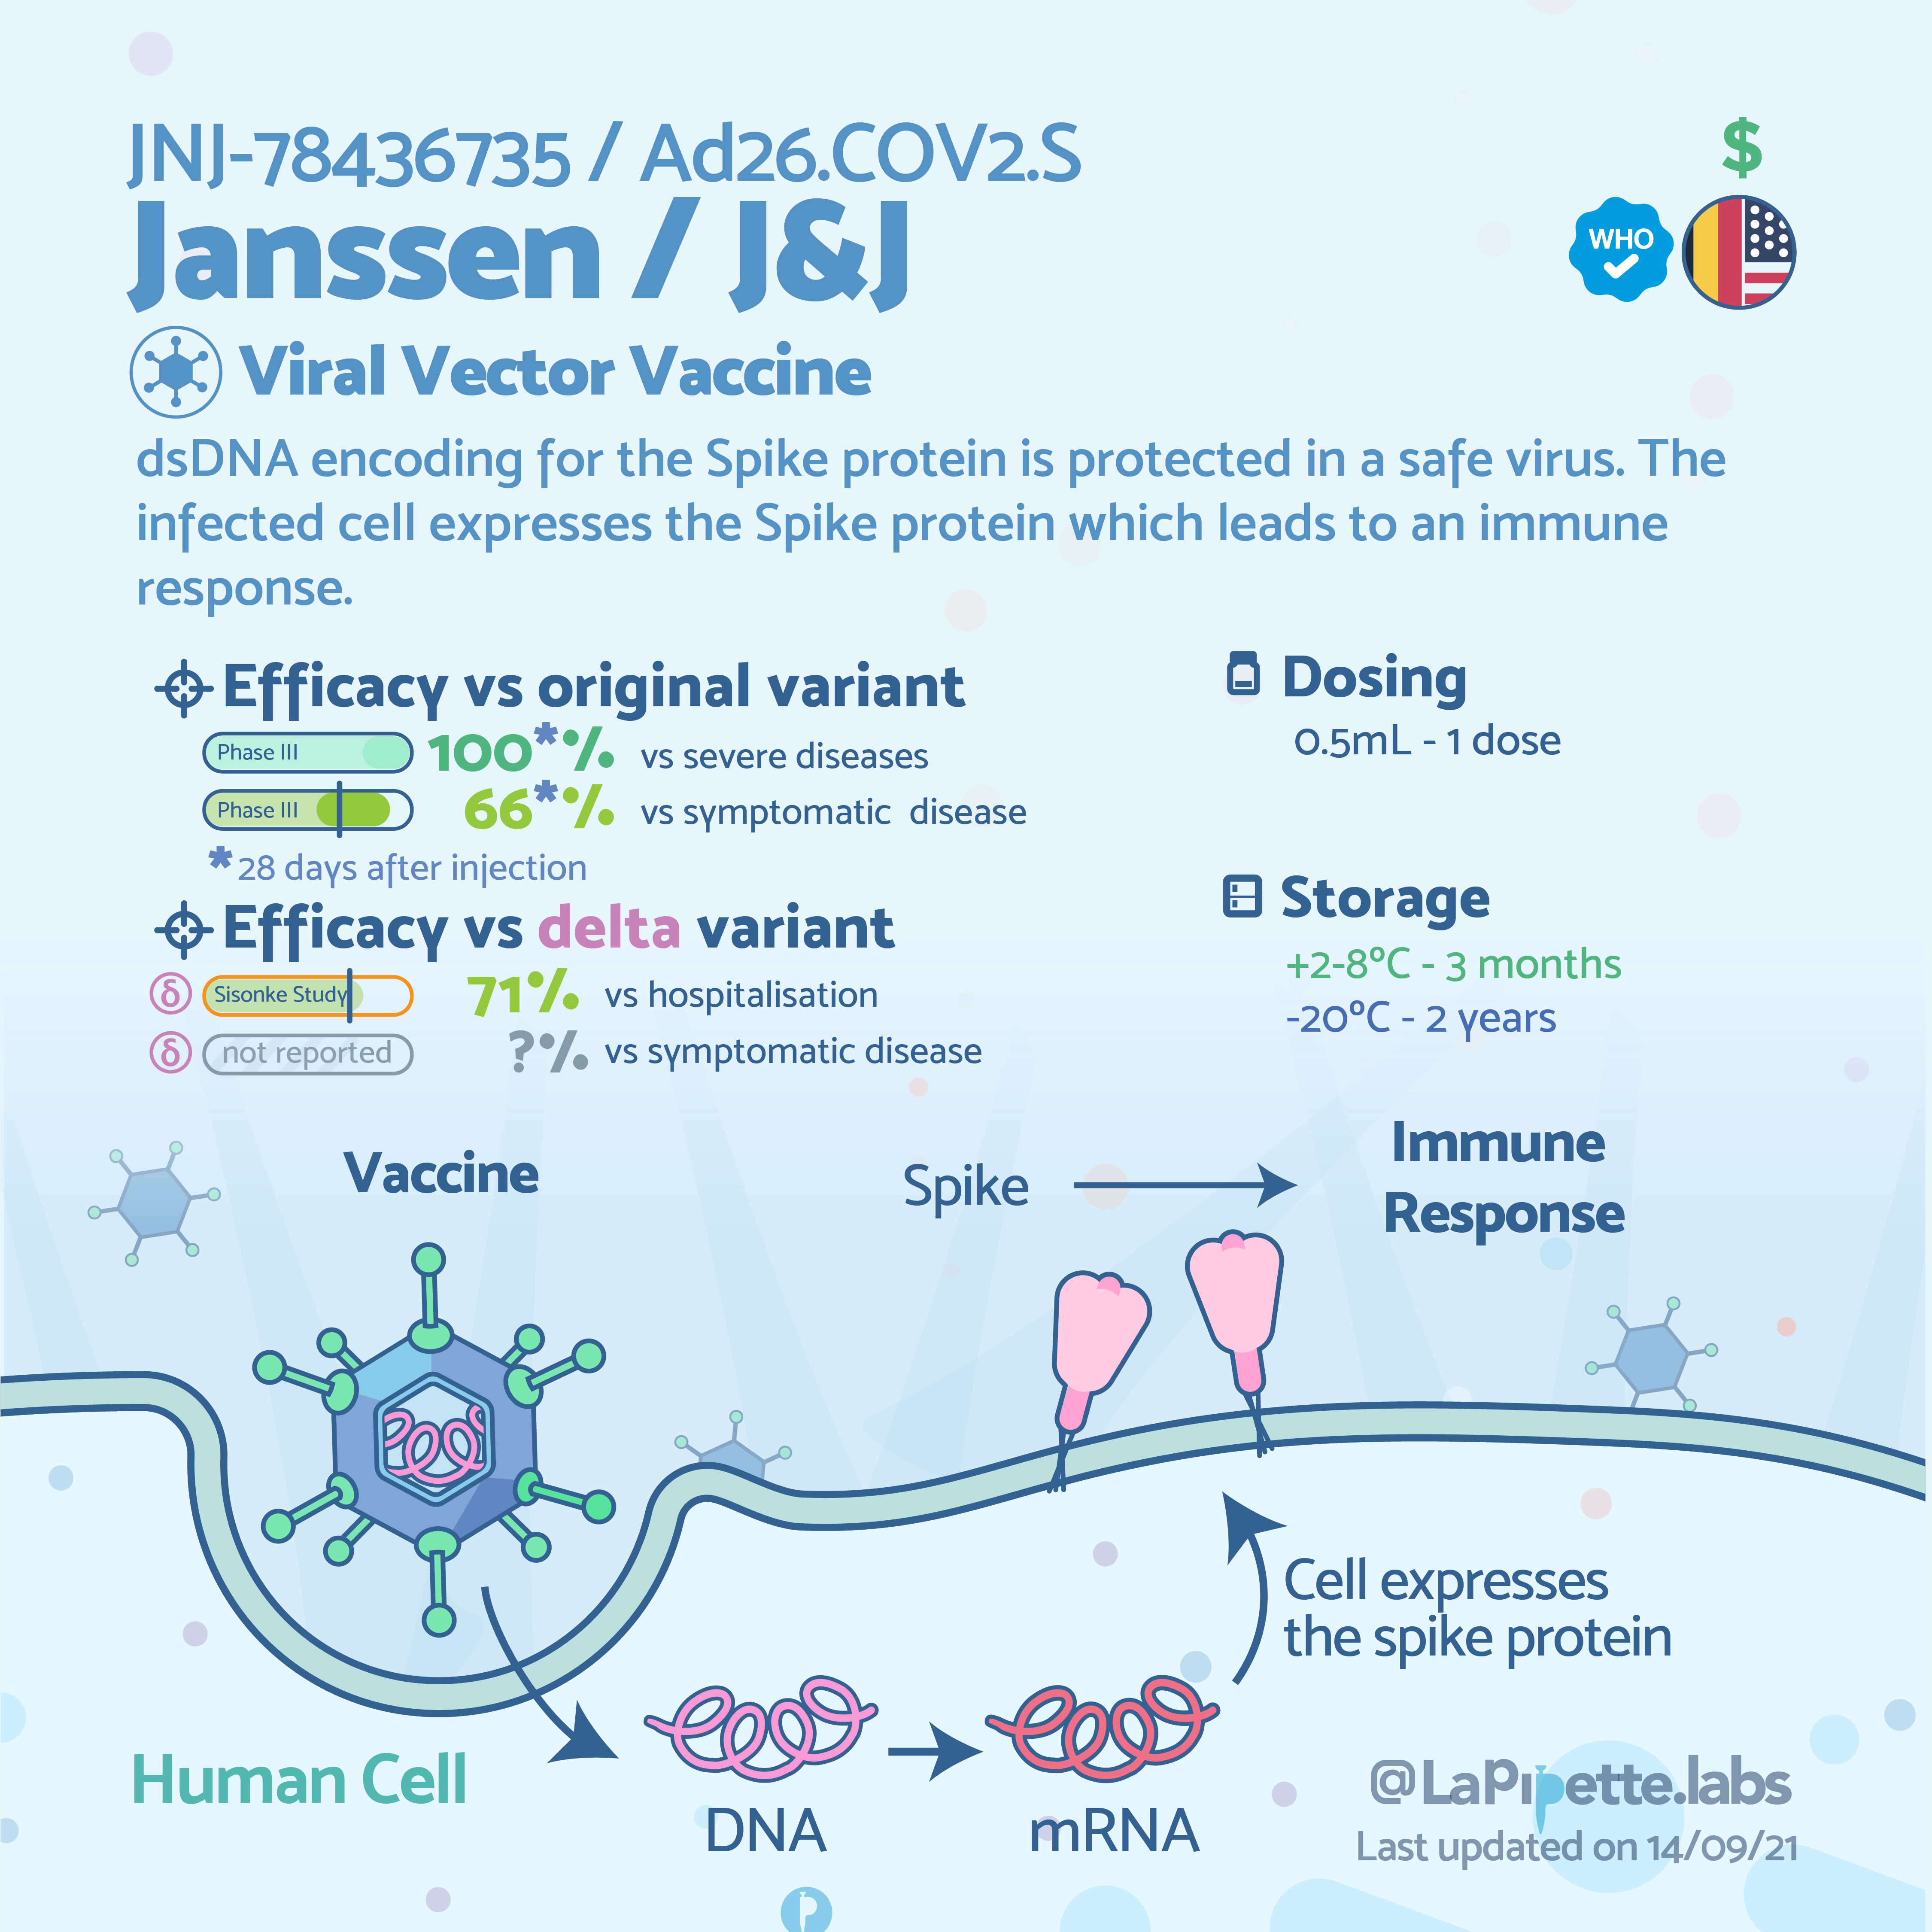 JNJ-78436735 / Ad26.COV2.S
$
Janssen / J&J
WHO
Viral Vector Vaccine
dsDNA encoding for the Spike protein is protected in a safe virus. The
infected cell expresses the Spike protein which leads to an immune
response.
Efficacy vs original variant
Phase III 100*% vs severe diseases
Phase III 66*% vs symptomatic disease
*28 days after injection
Efficacy vs delta variant
δ Sisonke Study 71% vs hospitalisation
δ not reported ?% vs symptomatic disease
Dosing
0.5mL - 1 dose
Storage
+2-8ºC - 3 months
-20ºC - 2 years
Vaccine
Spike
Immune
Response
Cell expresses
the spike protein
Human Cell
DNA
mRNA
@LaPipette.labs
Last updated on 14/09/21